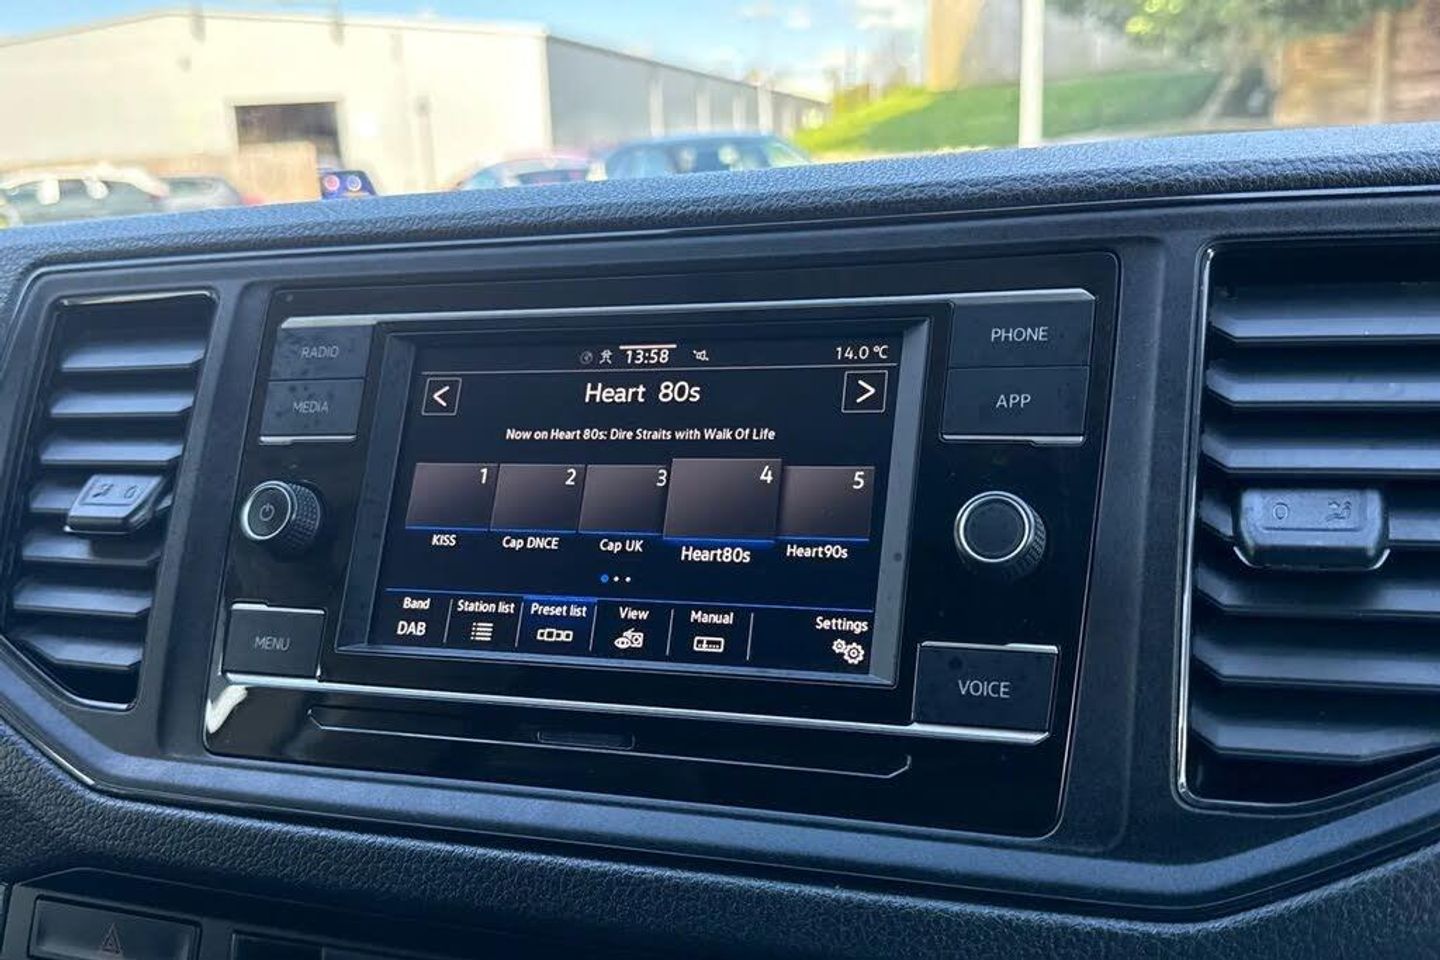 RADIO
MEDIA
MENU
13:58
14.0 °C
< Heart 80s >
Now on Heart 80s: Dire Straits with Walk Of Life
1 2 3 4 5
KISS Cap DNCE Cap UK Heart80s Heart90s
Band Station list Preset list View Manual Settings
DAB
PHONE
APP
VOICE